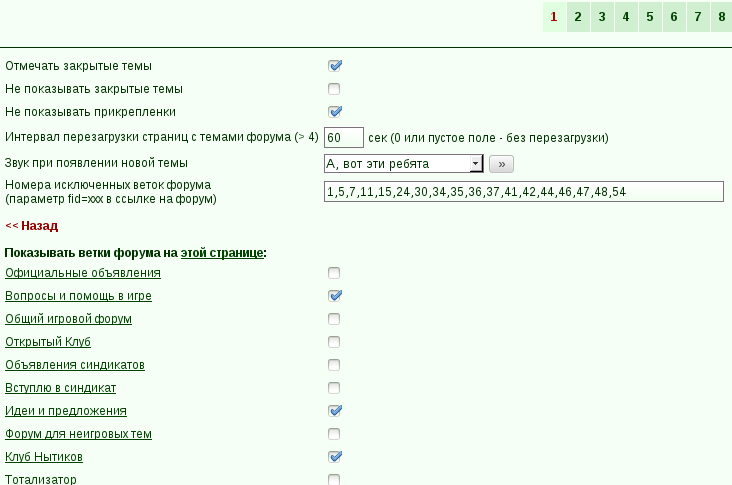 1 2 3 4 5 6 7 8
Отмечать закрытые темы
Не показывать закрытые темы
Не показывать прикрепленки
Интервал перезагрузки страниц с темами форума (> 4) 60 сек (0 или пустое поле - без перезагрузки)
Звук при появлении новой темы А, вот эти ребята »
Номера исключенных веток форума
(параметр fid=xxx в ссылке на форум) 1,5,7,11,15,24,30,34,35,36,37,41,42,44,46,47,48,54
<< Назад
Показывать ветки форума на этой странице:
Официальные объявления
Вопросы и помощь в игре
Общий игровой форум
Открытый Клуб
Объявления синдикатов
Вступлю в синдикат
Идеи и предложения
Форум для неигровых тем
Клуб Нытиков
Тотализатор